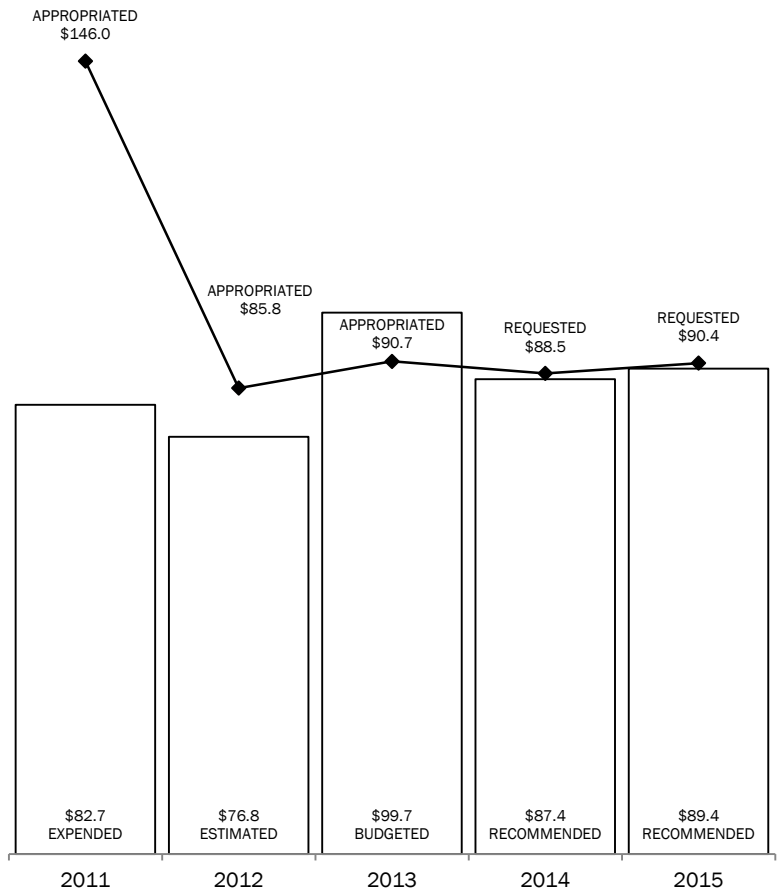 APPROPRIATED
$146.0
APPROPRIATED
$85.8
APPROPRIATED
$90.7
REQUESTED
$88.5
REQUESTED
$90.4
$82.7
EXPENDED
$76.8
ESTIMATED
$99.7
BUDGETED
$87.4
RECOMMENDED
$89.4
RECOMMENDED
2011
2012
2013
2014
2015